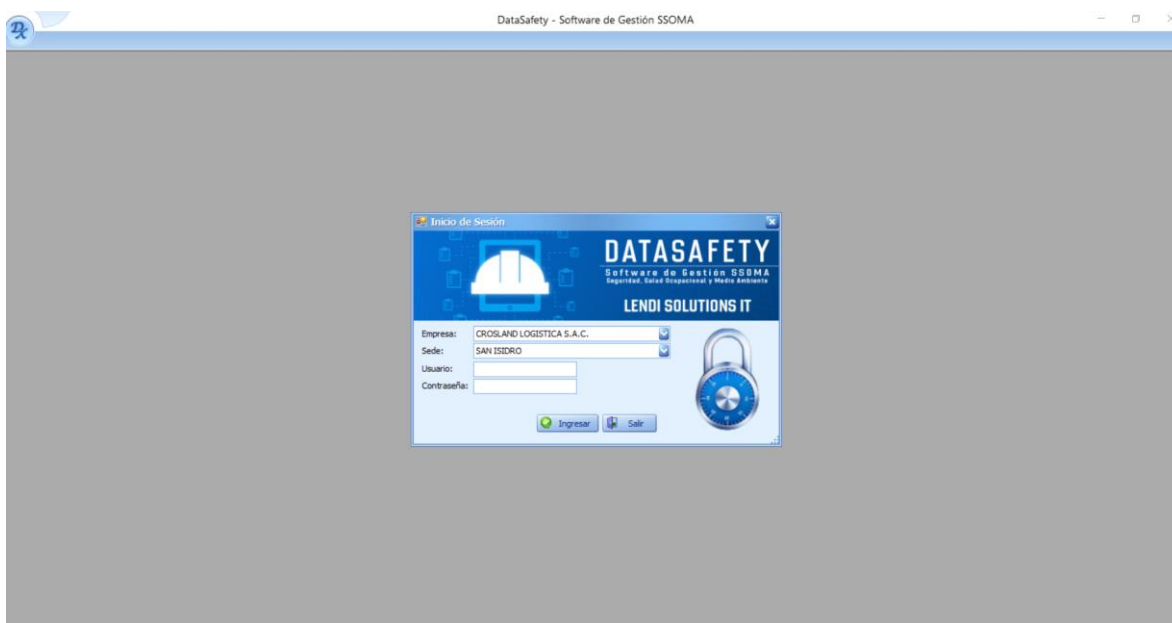 DataSafety - Software de Gestión SSOMA
Inicio de Sesión
DATASAFETY
Software de Gestión SSOMA
Seguridad, Salud Ocupacional y Medio Ambiente
LENDI SOLUTIONS IT
Empresa: CROSLAND LOGISTICA S.A.C.
Sede: SAN ISIDRO
Usuario:
Contraseña:
Ingresar Salir